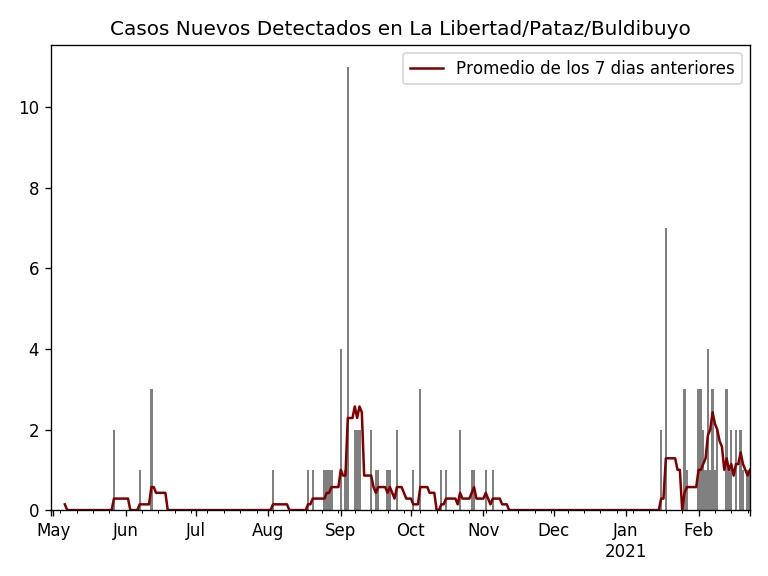 Casos Nuevos Detectados en La Libertad/Pataz/Buldibuyo
Promedio de los 7 dias anteriores
10
8
6
4
2
0
May Jun Jul Aug Sep Oct Nov Dec Jan Feb
2021